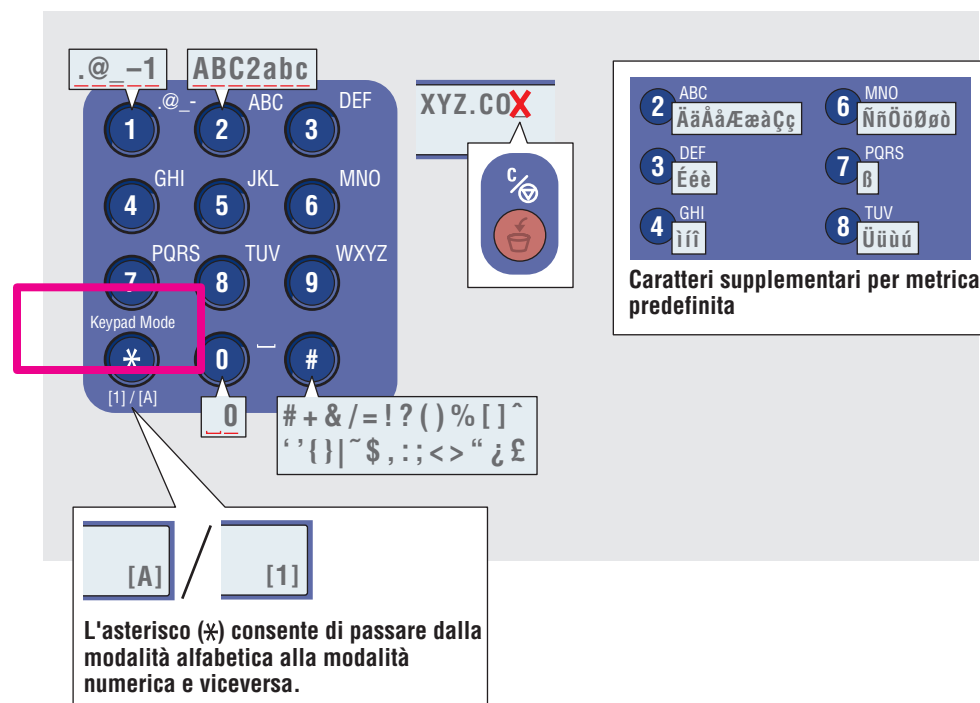 .@_–1
ABC2abc
.@_-
ABC
DEF
1
2
3
GHI
JKL
MNO
4
5
6
PQRS
TUV
WXYZ
7
8
9
Keypad Mode
*
0
#
[1] / [A]
_0
# + & / = ! ? ( ) % [ ] ^
‘ ’ { } | ~ $ , : ; < > “ ¿ £
XYZ.COX
C
2 ABC
ÄäÅåÆæàÇç
3 DEF
Ééè
4 GHI
ìíî
6 MNO
ÑñÖöØøò
7 PQRS
ß
8 TUV
Üüùú
Caratteri supplementari per metrica
predefinita
[A] / [1]
L'asterisco (*) consente di passare dalla
modalità alfabetica alla modalità
numerica e viceversa.